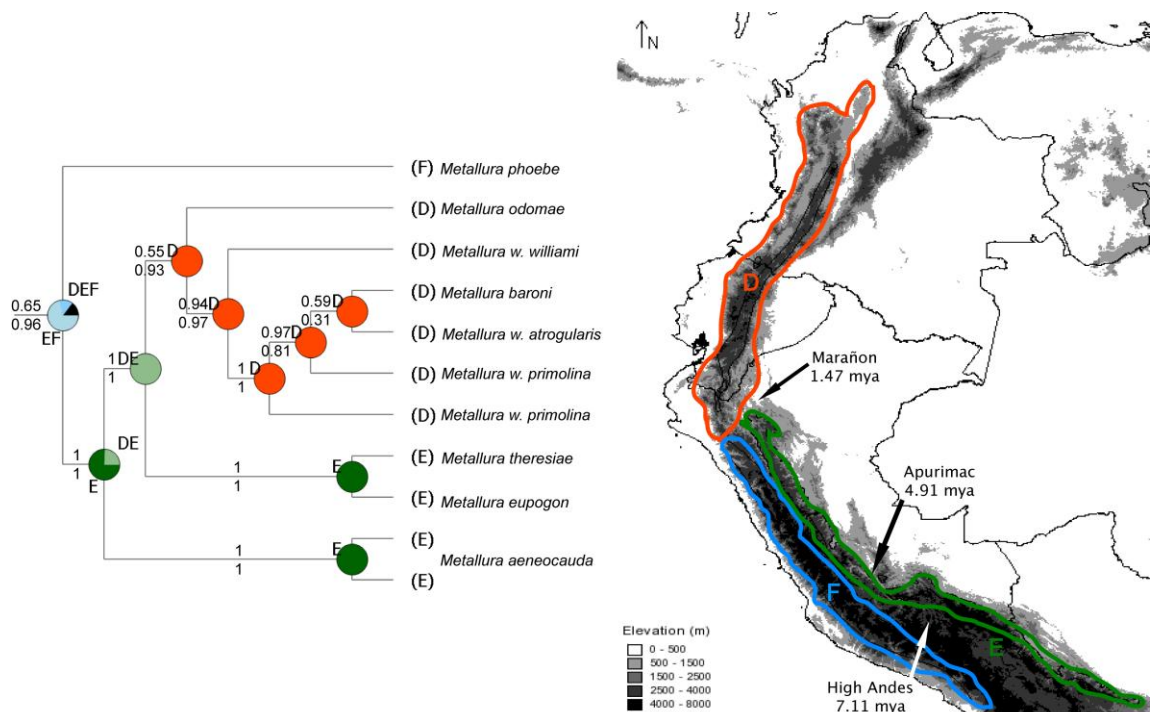 (F) Metallura phoebe
(D) Metallura odomae
0.55 D
0.93
(D) Metallura w. williami
DEF
0.65
0.96
EF
0.94 D
0.97
(D) Metallura baroni
0.59 D
0.31
(D) Metallura w. atrogularis
0.97 D
0.81
1 DE
1
(D) Metallura w. primolina
1 D
1
(D) Metallura w. primolina
DE
1
1
E
(E) Metallura theresiae
1
1
E
(E) Metallura eupogon
(E)
Metallura aeneocauda
1
1
E
(E)
N
D
Marañon
1.47 mya
Apurimac
4.91 mya
F
E
High Andes
7.11 mya
Elevation (m)
0 - 500
500 - 1500
1500 - 2500
2500 - 4000
4000 - 8000